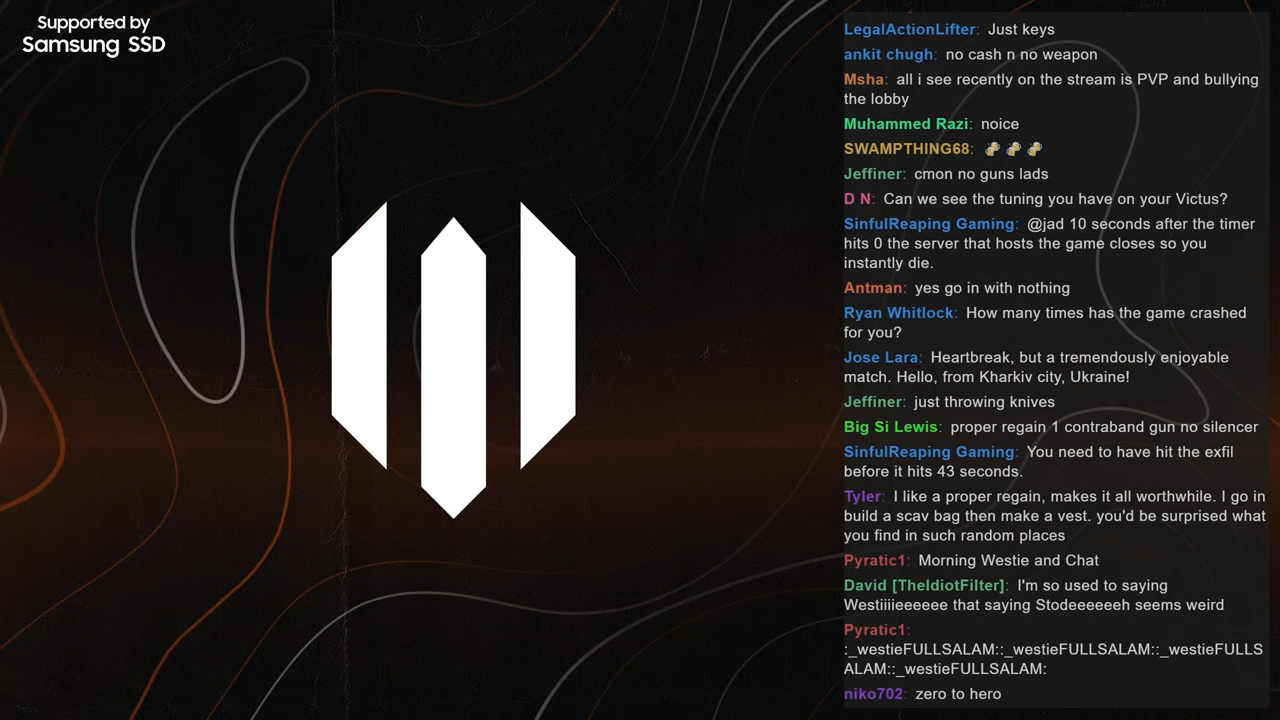 Supported by
Samsung SSD
LegalActionLifter: Just keys
ankit chugh: no cash n no weapon
Msha: all i see recently on the stream is PVP and bullying
the lobby
Muhammed Razi: noice
SWAMPTHING68: 🍻 🍻 🍻
Jeffiner: cmon no guns lads
D N: Can we see the tuning you have on your Victus?
SinfulReaping Gaming: @jad 10 seconds after the timer
hits 0 the server that hosts the game closes so you
instantly die.
Antman: yes go in with nothing
Ryan Whitlock: How many times has the game crashed
for you?
Jose Lara: Heartbreak, but a tremendously enjoyable
match. Hello, from Kharkiv city, Ukraine!
Jeffiner: just throwing knives
Big Si Lewis: proper regain 1 contraband gun no silencer
SinfulReaping Gaming: You need to have hit the exfil
before it hits 43 seconds.
Tyler: I like a proper regain, makes it all worthwhile. I go in
build a scav bag then make a vest. you'd be surprised what
you find in such random places
Pyratic1: Morning Westie and Chat
David [TheIdiotFilter]: I'm so used to saying
Westiiiieeeeee that saying Stodeeeeeeh seems weird
Pyratic1:
:_westieFULLSALAM::_westieFULLSALAM::_westieFULLS
ALAM::_westieFULLSALAM:
niko702: zero to hero